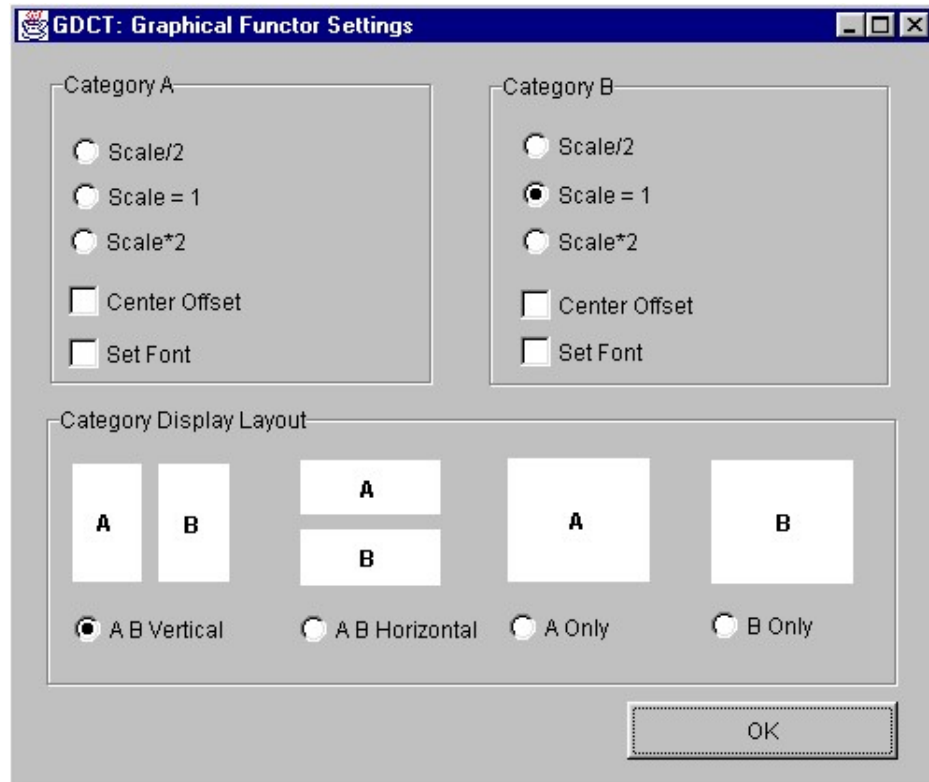 GDCT: Graphical Functor Settings
Category A
Scale/2
Scale = 1
Scale*2
Center Offset
Set Font
Category B
Scale/2
Scale = 1
Scale*2
Center Offset
Set Font
Category Display Layout
A B
A
B
A
B
A B Vertical
A B Horizontal
A Only
B Only
OK